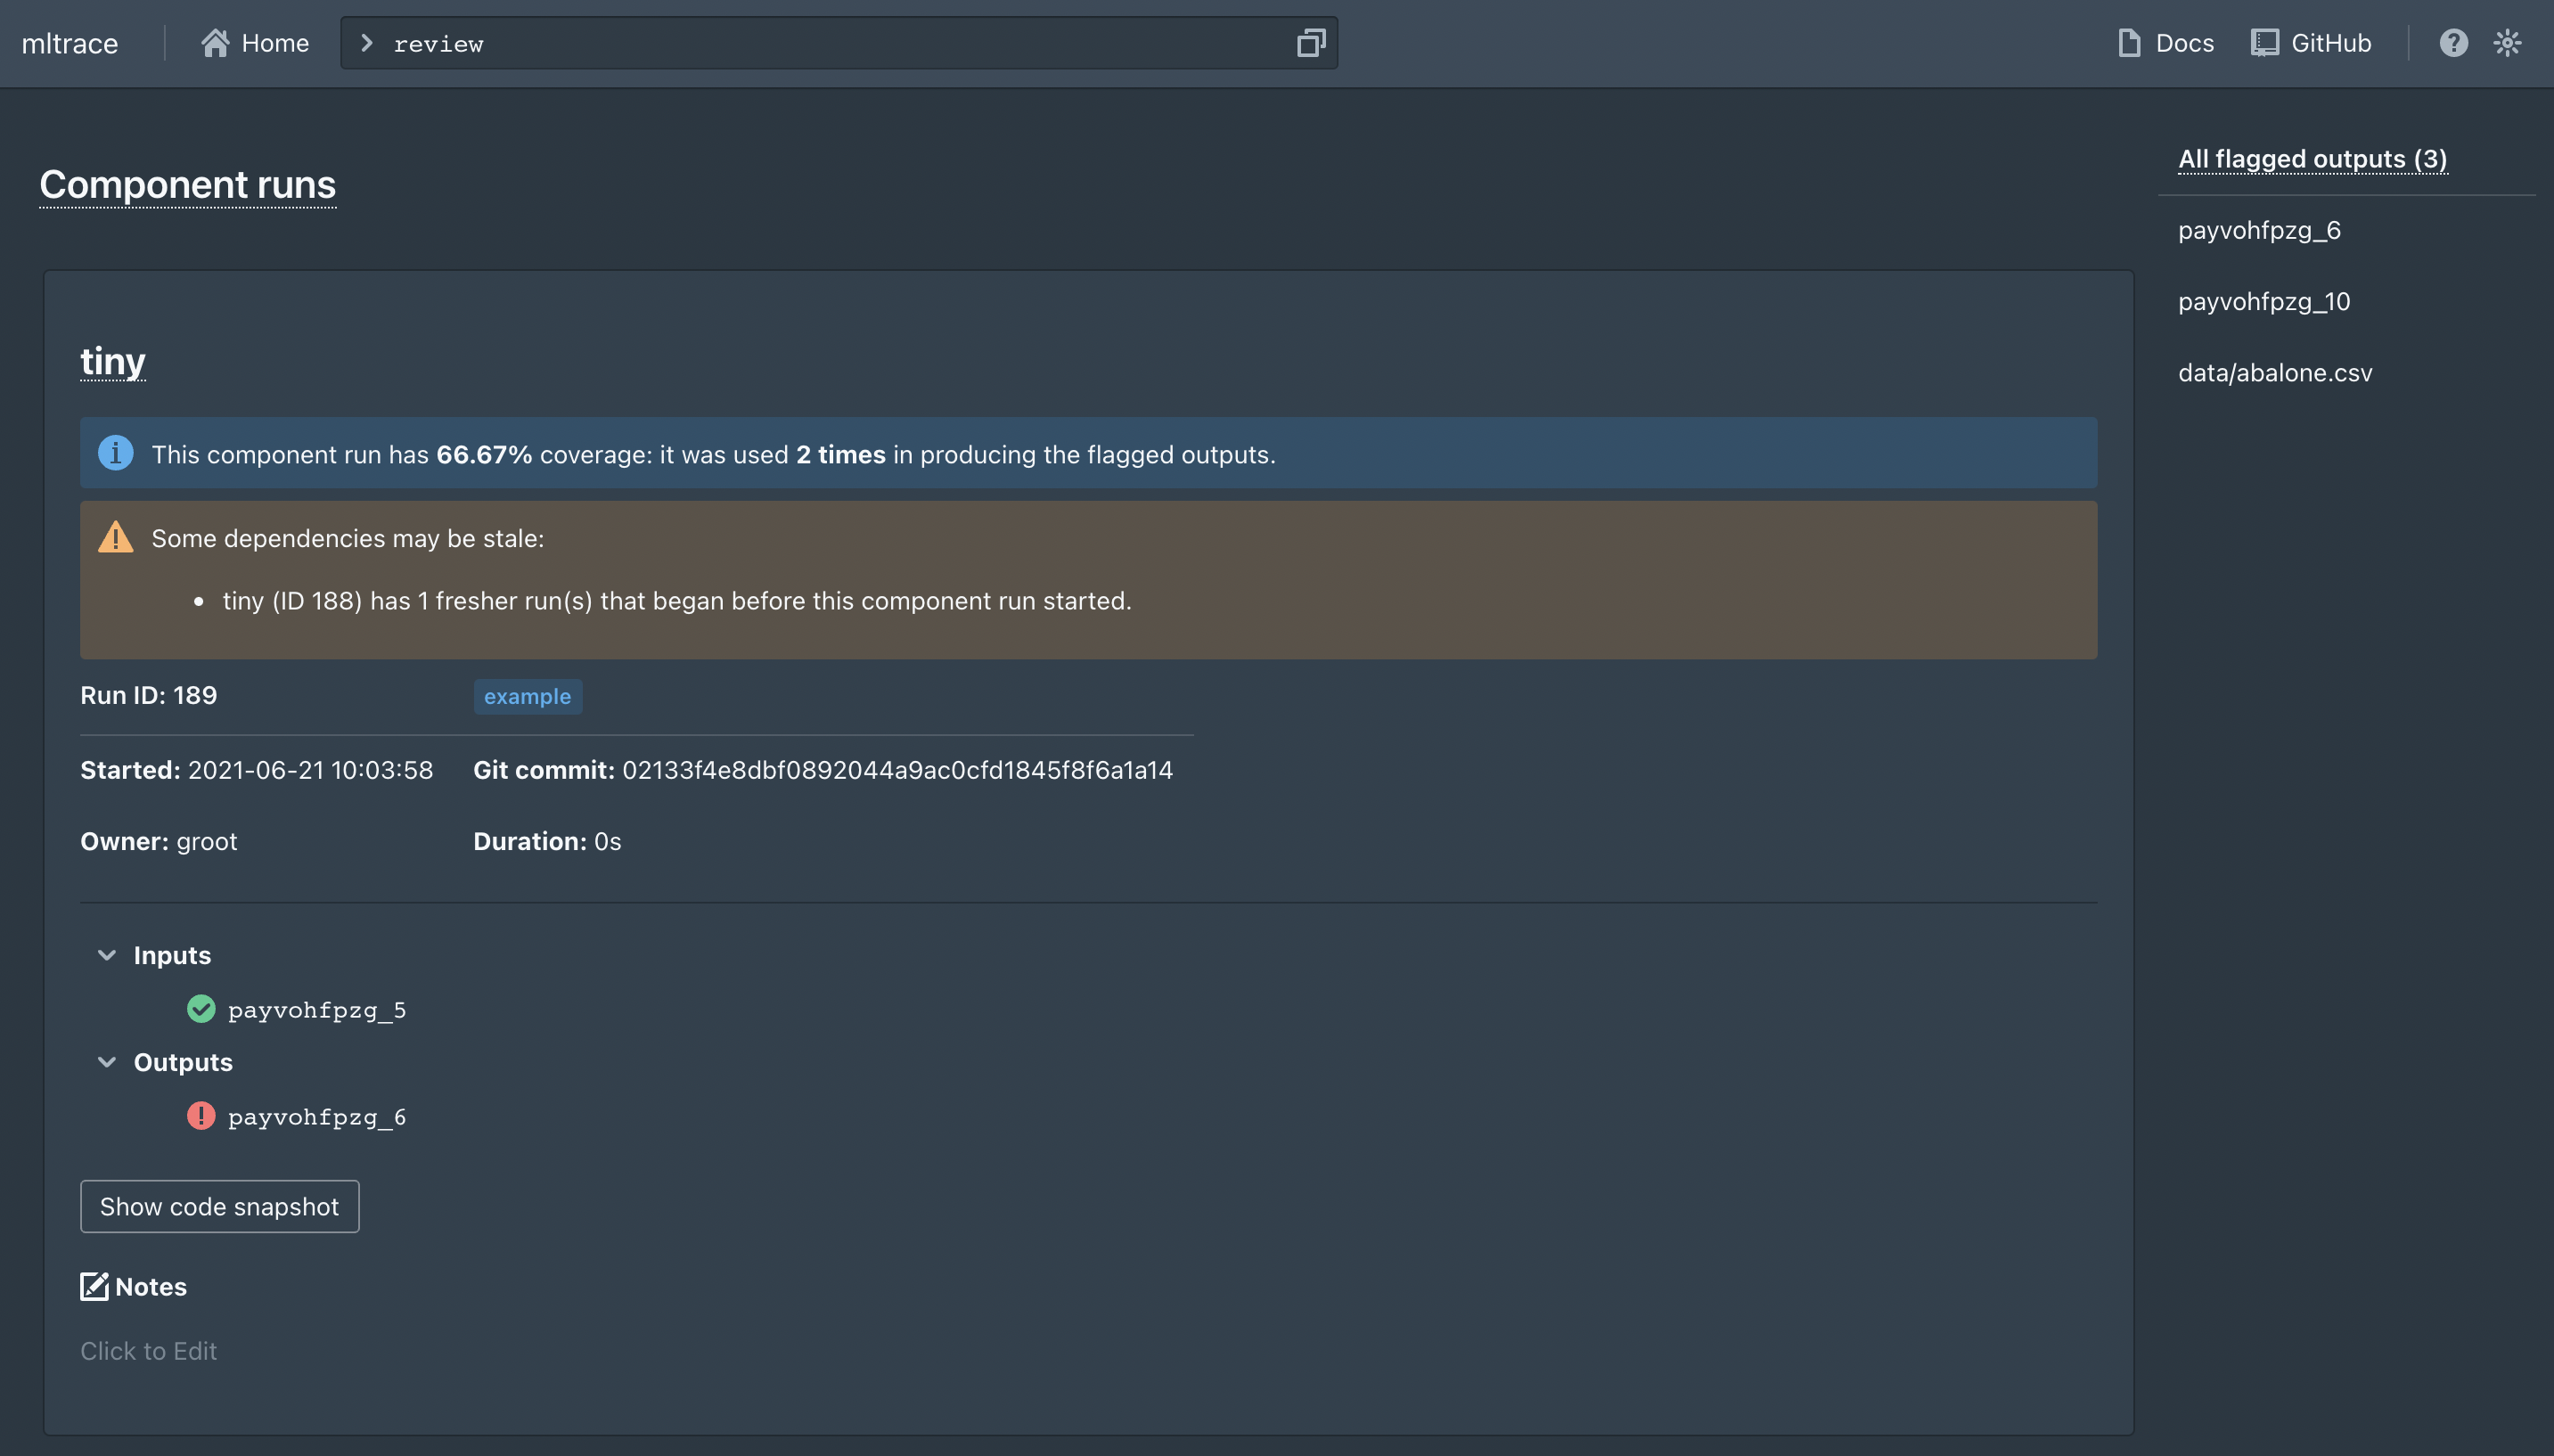 mltrace
Home
review
Docs
GitHub
Component runs
tiny
This component run has 66.67% coverage: it was used 2 times in producing the flagged outputs.
Some dependencies may be stale:
• tiny (ID 188) has 1 fresher run(s) that began before this component run started.
Run ID: 189 example
Started: 2021-06-21 10:03:58 Git commit: 02133f4e8dbf0892044a9ac0cfd1845f8f6a1a14
Owner: groot Duration: 0s
Inputs
payvohfpzg_5
Outputs
payvohfpzg_6
Show code snapshot
Notes
Click to Edit
All flagged outputs (3)
payvohfpzg_6
payvohfpzg_10
data/abalone.csv